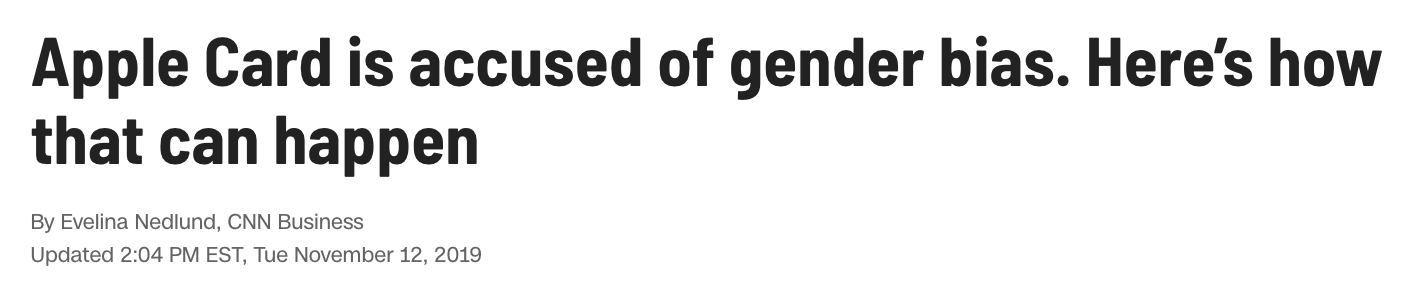 Apple Card is accused of gender bias. Here’s how
that can happen
By Evelina Nedlund, CNN Business
Updated 2:04 PM EST, Tue November 12, 2019